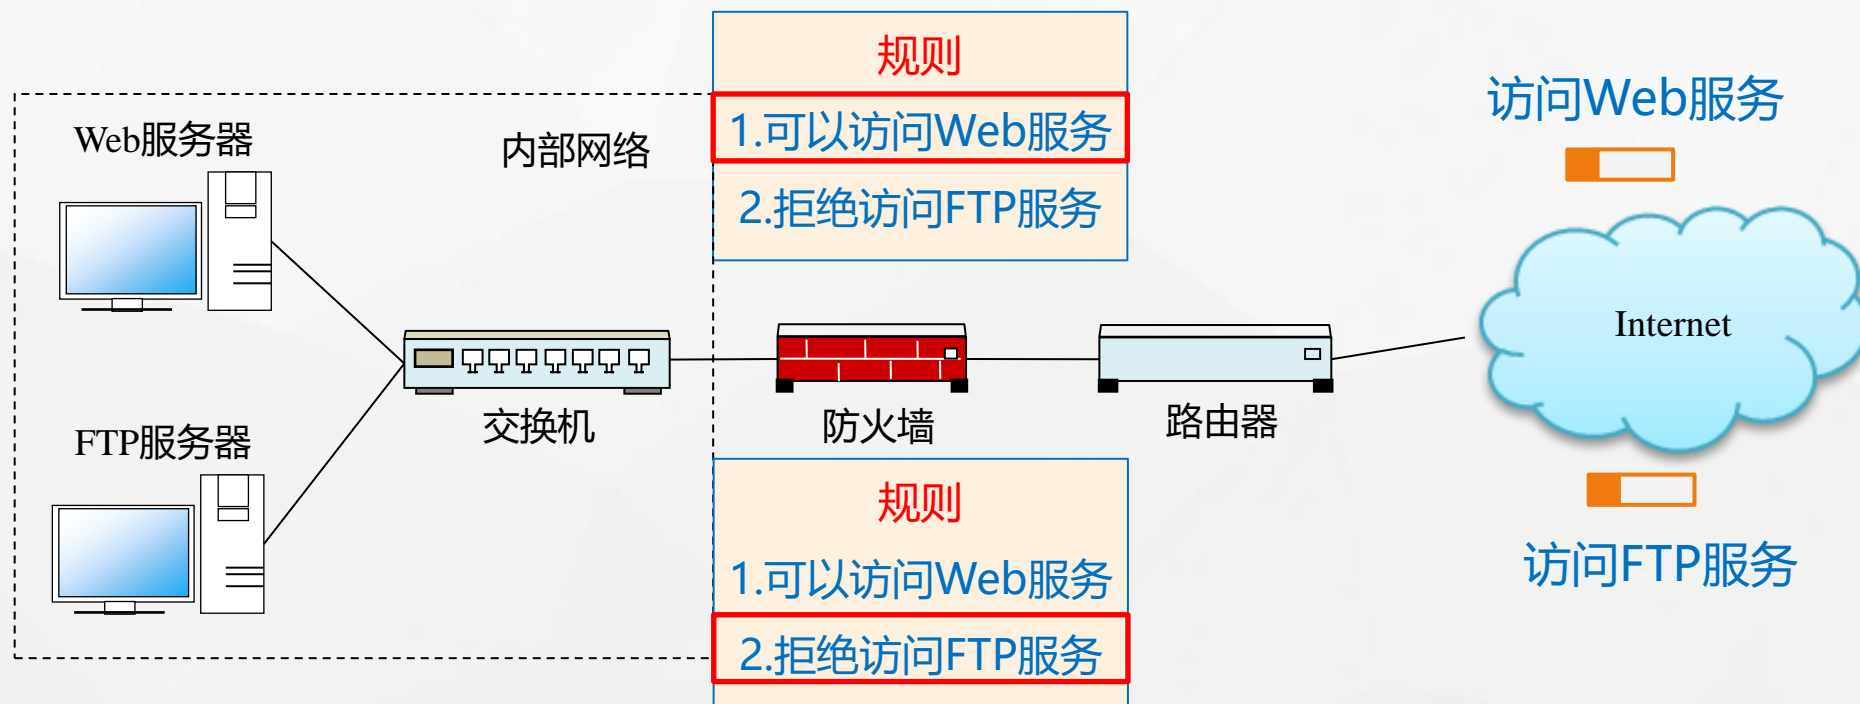 规则
1.可以访问Web服务
2.拒绝访问FTP服务
访问Web服务
Web服务器
内部网络
Internet
交换机
防火墙
路由器
FTP服务器
规则
1.可以访问Web服务
2.拒绝访问FTP服务
访问FTP服务